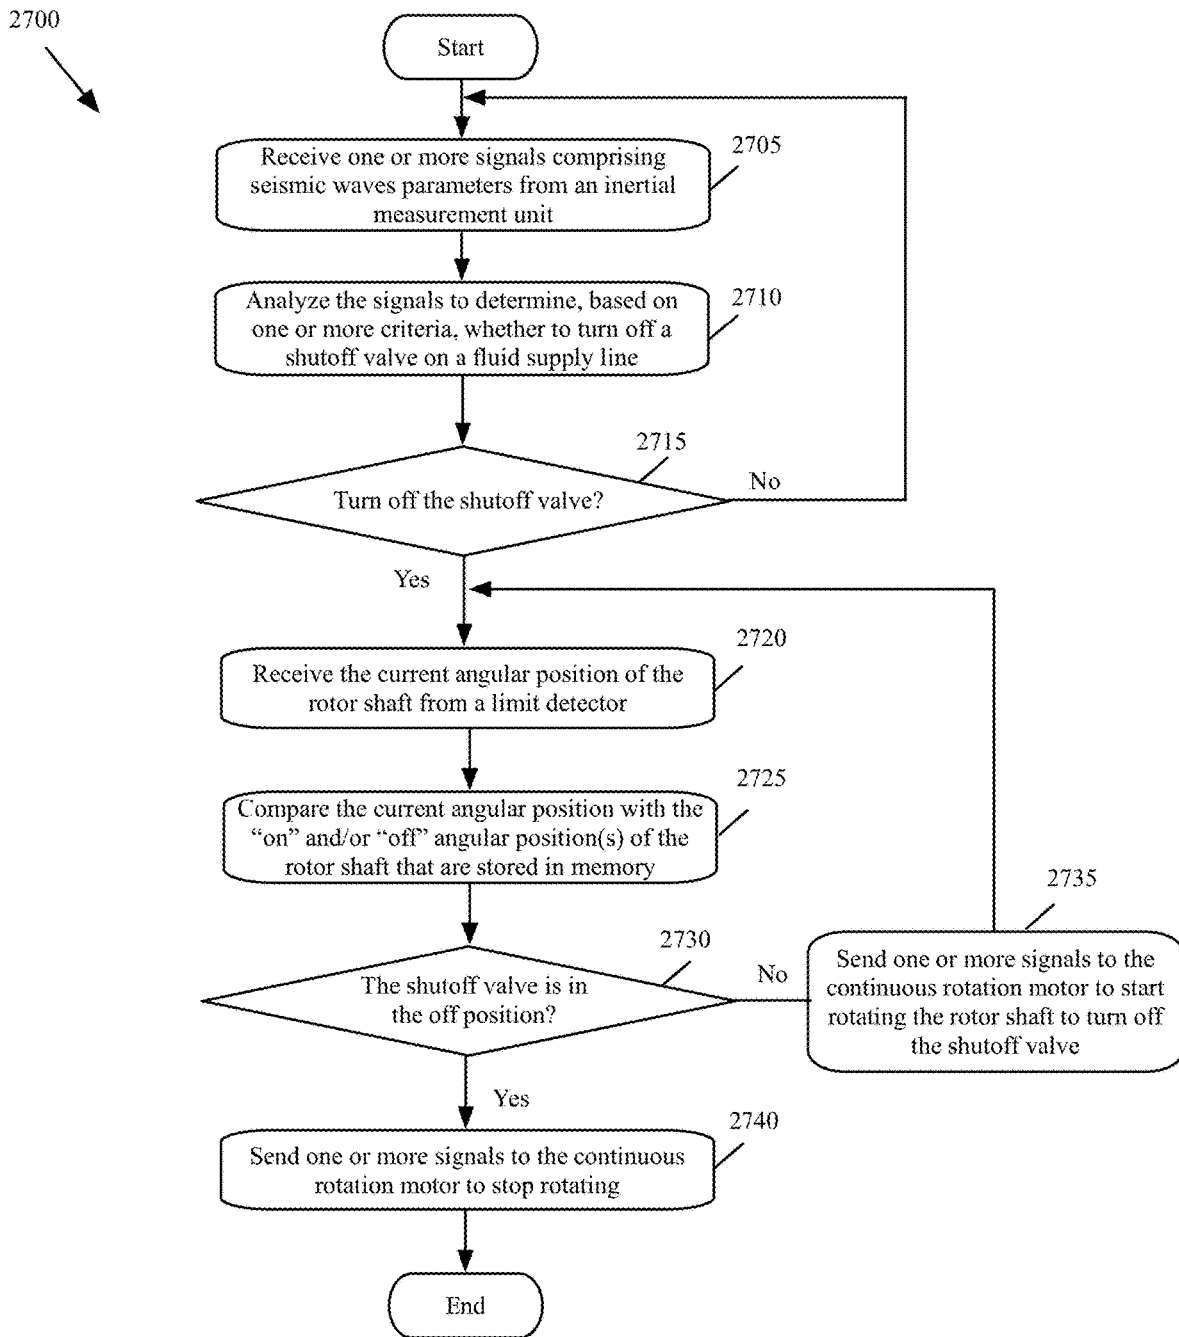 2700
Start
Receive one or more signals comprising
seismic waves parameters from an inertial
measurement unit
2705
Analyze the signals to determine, based on
one or more criteria, whether to turn off a
shutoff valve on a fluid supply line
2710
Turn off the shutoff valve?
2715
No
Yes
Receive the current angular position of the
rotor shaft from a limit detector
2720
Compare the current angular position with the
“on” and/or “off” angular position(s) of the
rotor shaft that are stored in memory
2725
The shutoff valve is in
the off position?
2730
No
Send one or more signals to the
continuous rotation motor to start
rotating the rotor shaft to turn off
the shutoff valve
2735
Yes
Send one or more signals to the continuous
rotation motor to stop rotating
2740
End